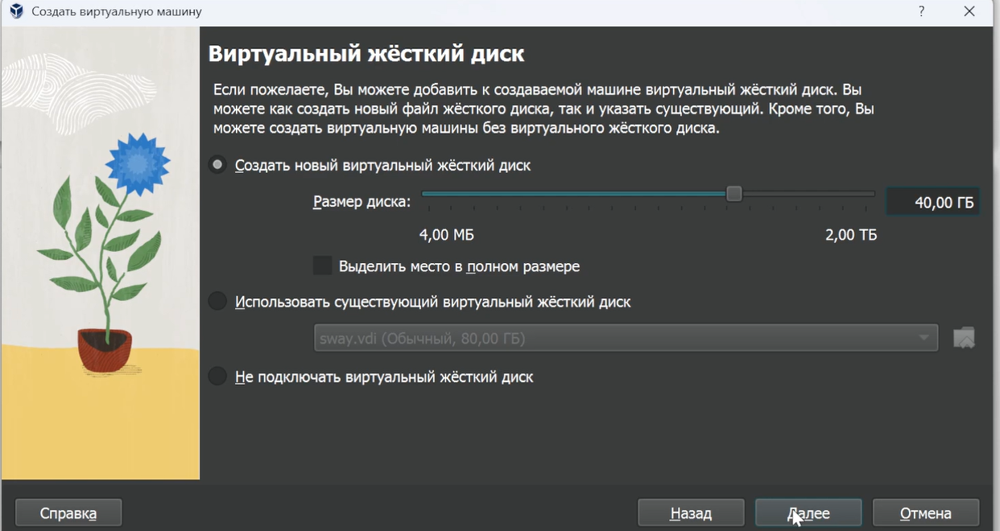 Создать виртуальную машину
?
Виртуальный жёсткий диск
Если пожелаете, Вы можете добавить к создаваемой машине виртуальный жёсткий диск. Вы
можете как создать новый файл жёсткого диска, так и указать существующий. Кроме того, Вы
можете создать виртуальную машины без виртуального жёсткого диска.
Создать новый виртуальный жёсткий диск
Размер диска:
40,00 ГБ
4,00 МБ
2,00 ТБ
Выделить место в полном размере
Использовать существующий виртуальный жёсткий диск
sway.vdi (Обычный, 80,00 ГБ)
Не подключать виртуальный жёсткий диск
Справка
Назад
Далее
Отмена